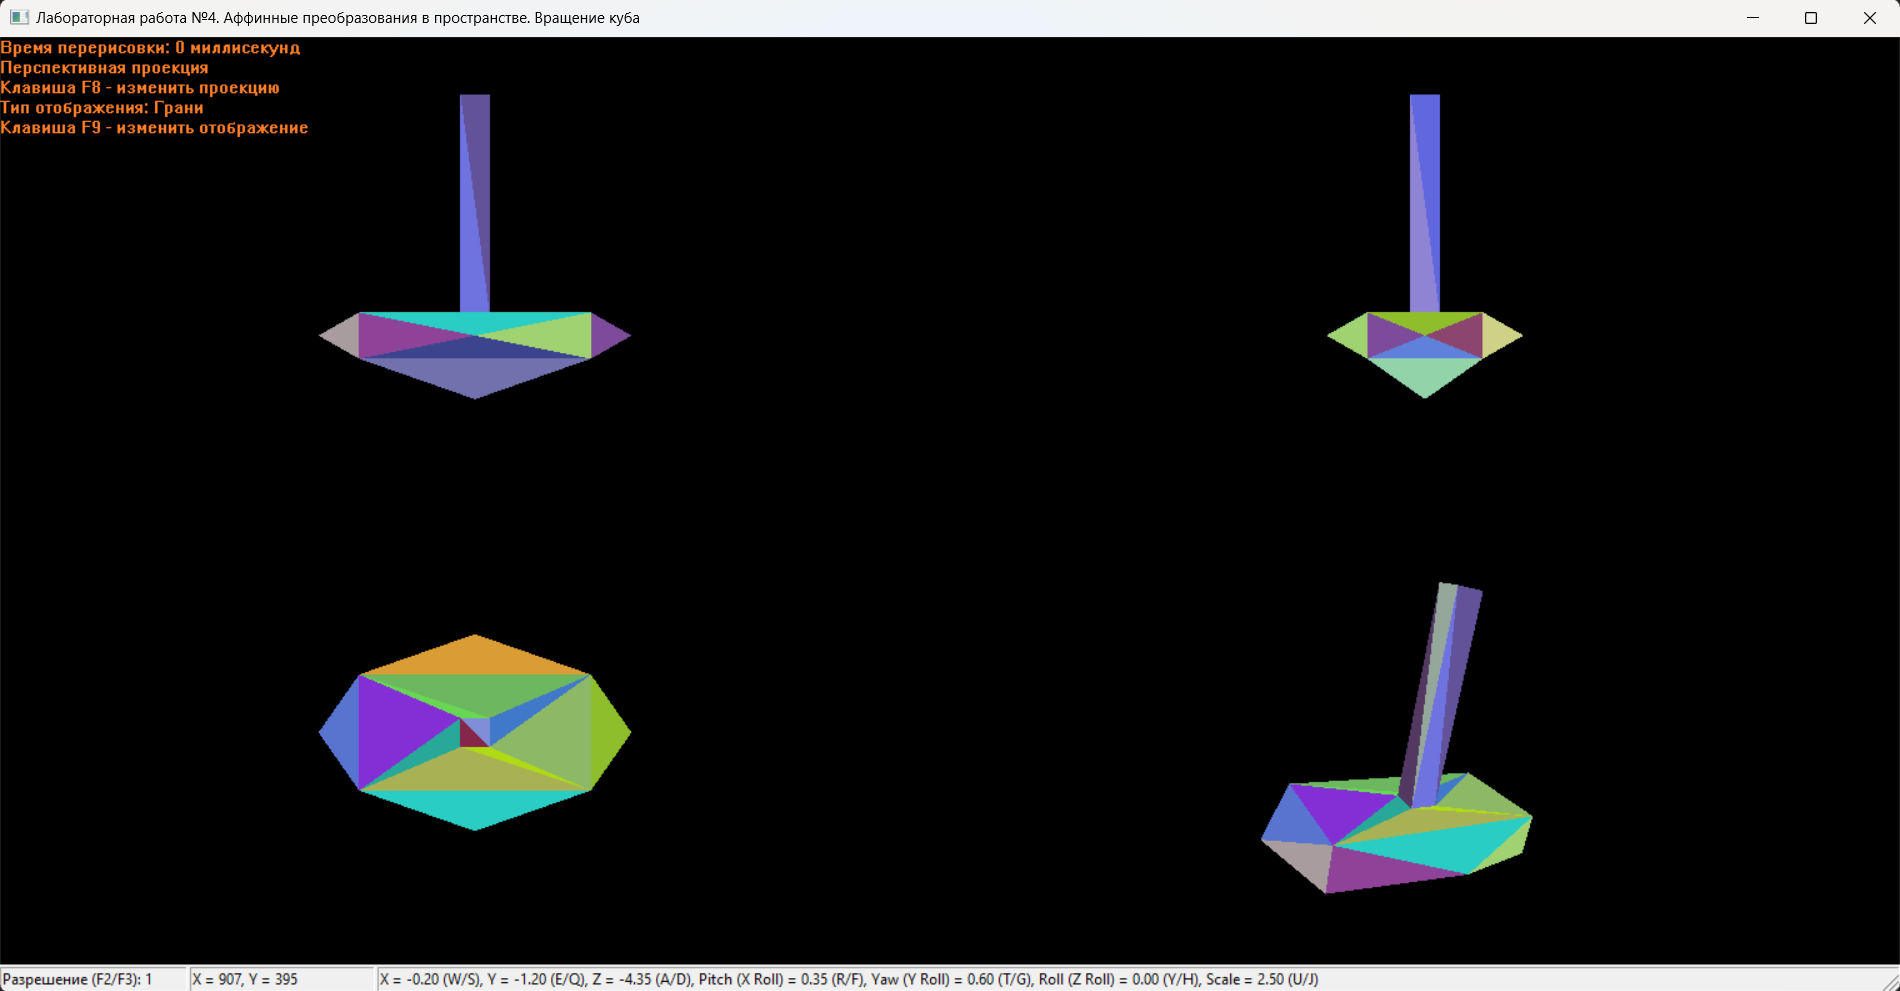 Лабораторная работа №4. Аффинные преобразования в пространстве. Вращение куба
Время перерисовки: 0 миллисекунд
Перспективная проекция
Клавиша F8 - изменить проекцию
Тип отображения: Грани
Клавиша F9 - изменить отображение
Разрешение (F2/F3): 1
X = 907, Y = 395
X = -0.20 (W/S), Y = -1.20 (E/Q), Z = -4.35 (A/D), Pitch (X Roll) = 0.35 (R/F), Yaw (Y Roll) = 0.60 (T/G), Roll (Z Roll) = 0.00 (Y/H), Scale = 2.50 (U/J)